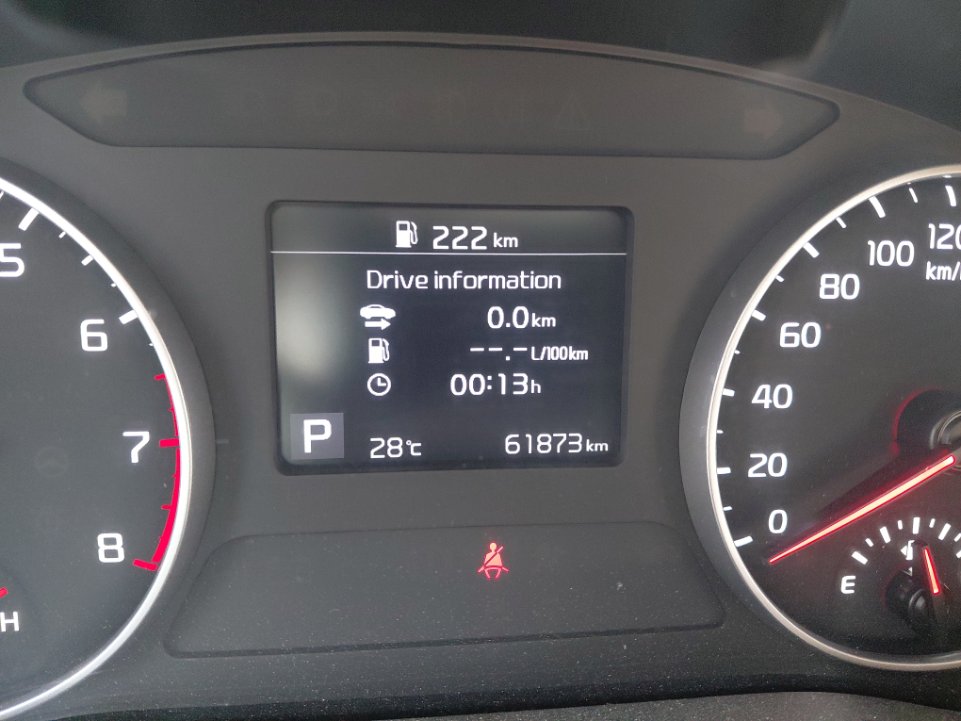 222 km
Drive information
0.0 km
--.- L/100km
00:13 h
P 28°C 61873 km
5
6
7
8
H
120
km/
100
80
60
40
20
0
E